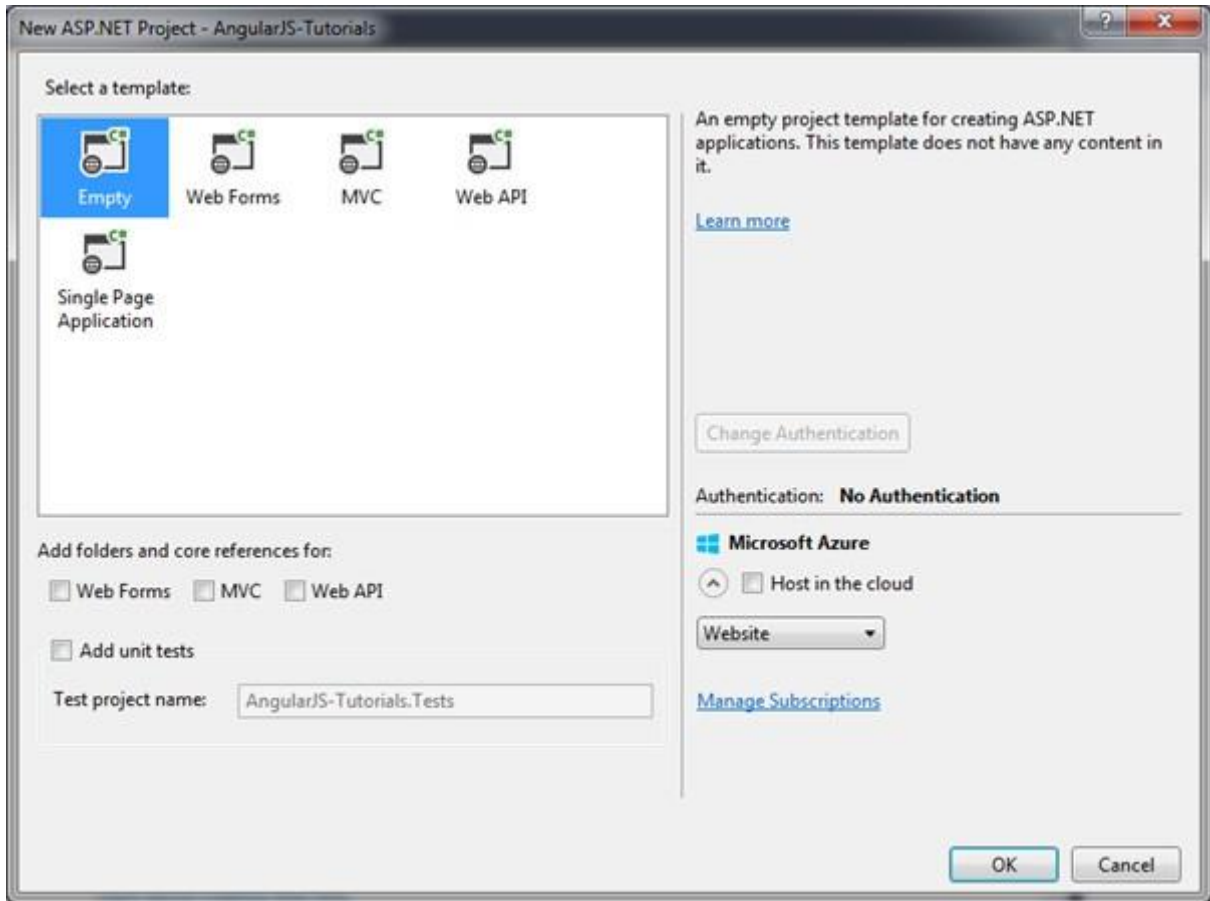 New ASP.NET Project - AngularJS-Tutorials
Select a template:
C#
C#
C#
C#
Empty
Web Forms
MVC
Web API
C#
Single Page
Application
Add folders and core references for:
Web Forms
MVC
Web API
Add unit tests
Test project name:
AngularJS-Tutorials.Tests
An empty project template for creating ASP.NET
applications. This template does not have any content in
it.
Learn more
Change Authentication
Authentication: No Authentication
Microsoft Azure
Host in the cloud
Website
Manage Subscriptions
OK
Cancel